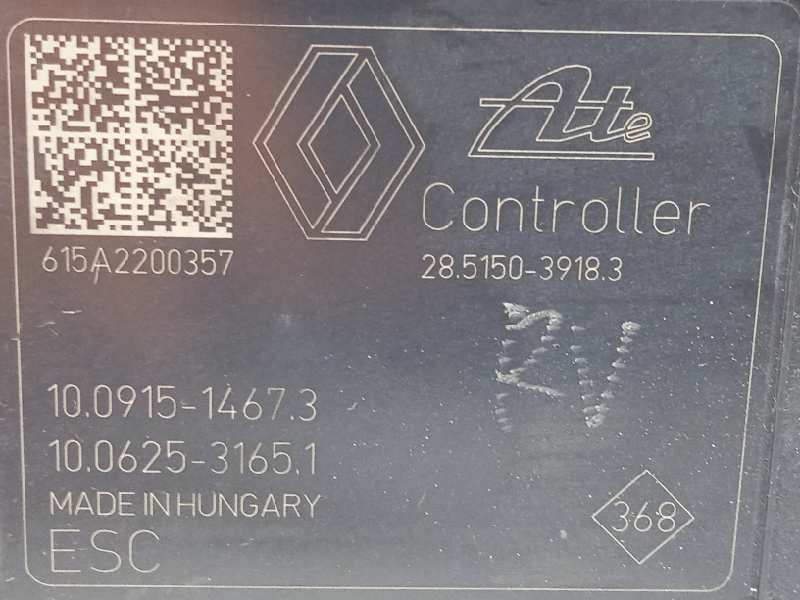 Ate
Controller
615A2200357
28.5150-3918.3
RV
10.0915-1467.3
10.0625-3165.1
MADE IN HUNGARY
368
ESC